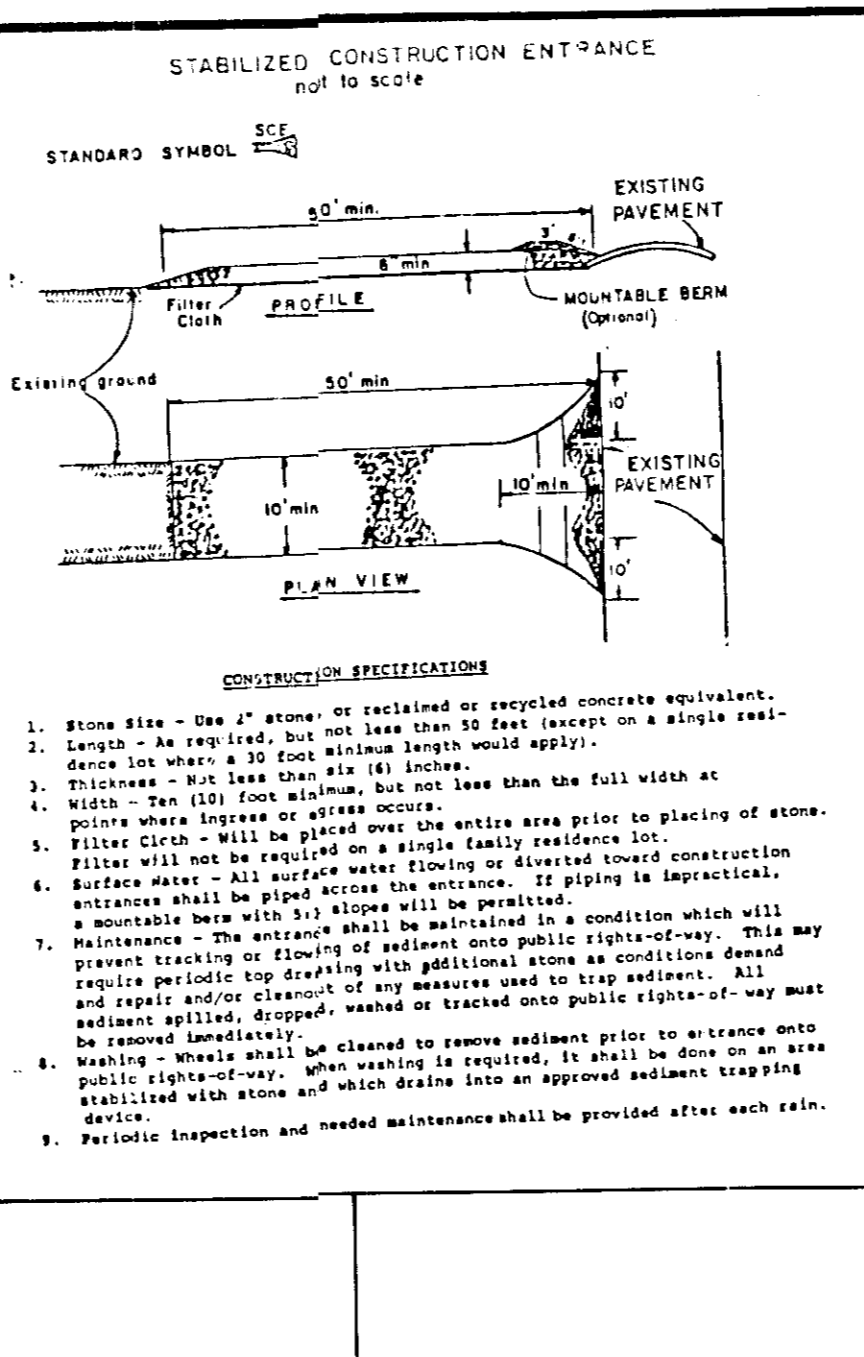 STABILIZED CONSTRUCTION ENTRANCE
not to scale
STANDARD SYMBOL SCE
EXISTING
PAVEMENT
50' min.
3'
6" min
Filter
Cloth
PROFILE
MOUNTABLE BERM
(Optional)
Existing ground
50' min
10'
EXISTING
PAVEMENT
10' min
10' min
10'
PLAN VIEW
CONSTRUCTION SPECIFICATIONS
1. Stone Size - Use 2" stone, or reclaimed or recycled concrete equivalent.
2. Length - As required, but not less than 50 feet (except on a single resi-
dence lot where a 30 foot minimum length would apply).
3. Thickness - Not less than six (6) inches.
4. Width - Ten (10) foot minimum, but not less than the full width at
points where ingress or egress occurs.
5. Filter Cloth - Will be placed over the entire area prior to placing of stone.
Filter will not be required on a single family residence lot.
6. Surface Water - All surface water flowing or diverted toward construction
entrances shall be piped across the entrance. If piping is impractical,
a mountable berm with 5:1 slopes will be permitted.
7. Maintenance - The entrance shall be maintained in a condition which will
prevent tracking or flowing of sediment onto public rights-of-way. This may
require periodic top dressing with additional stone as conditions demand
and repair and/or cleanout of any measures used to trap sediment. All
sediment spilled, dropped, washed or tracked onto public rights-of-way must
be removed immediately.
8. Washing - Wheels shall be cleaned to remove sediment prior to entrance onto
public rights-of-way. When washing is required, it shall be done on an area
stabilized with stone and which drains into an approved sediment trapping
device.
9. Periodic inspection and needed maintenance shall be provided after each rain.